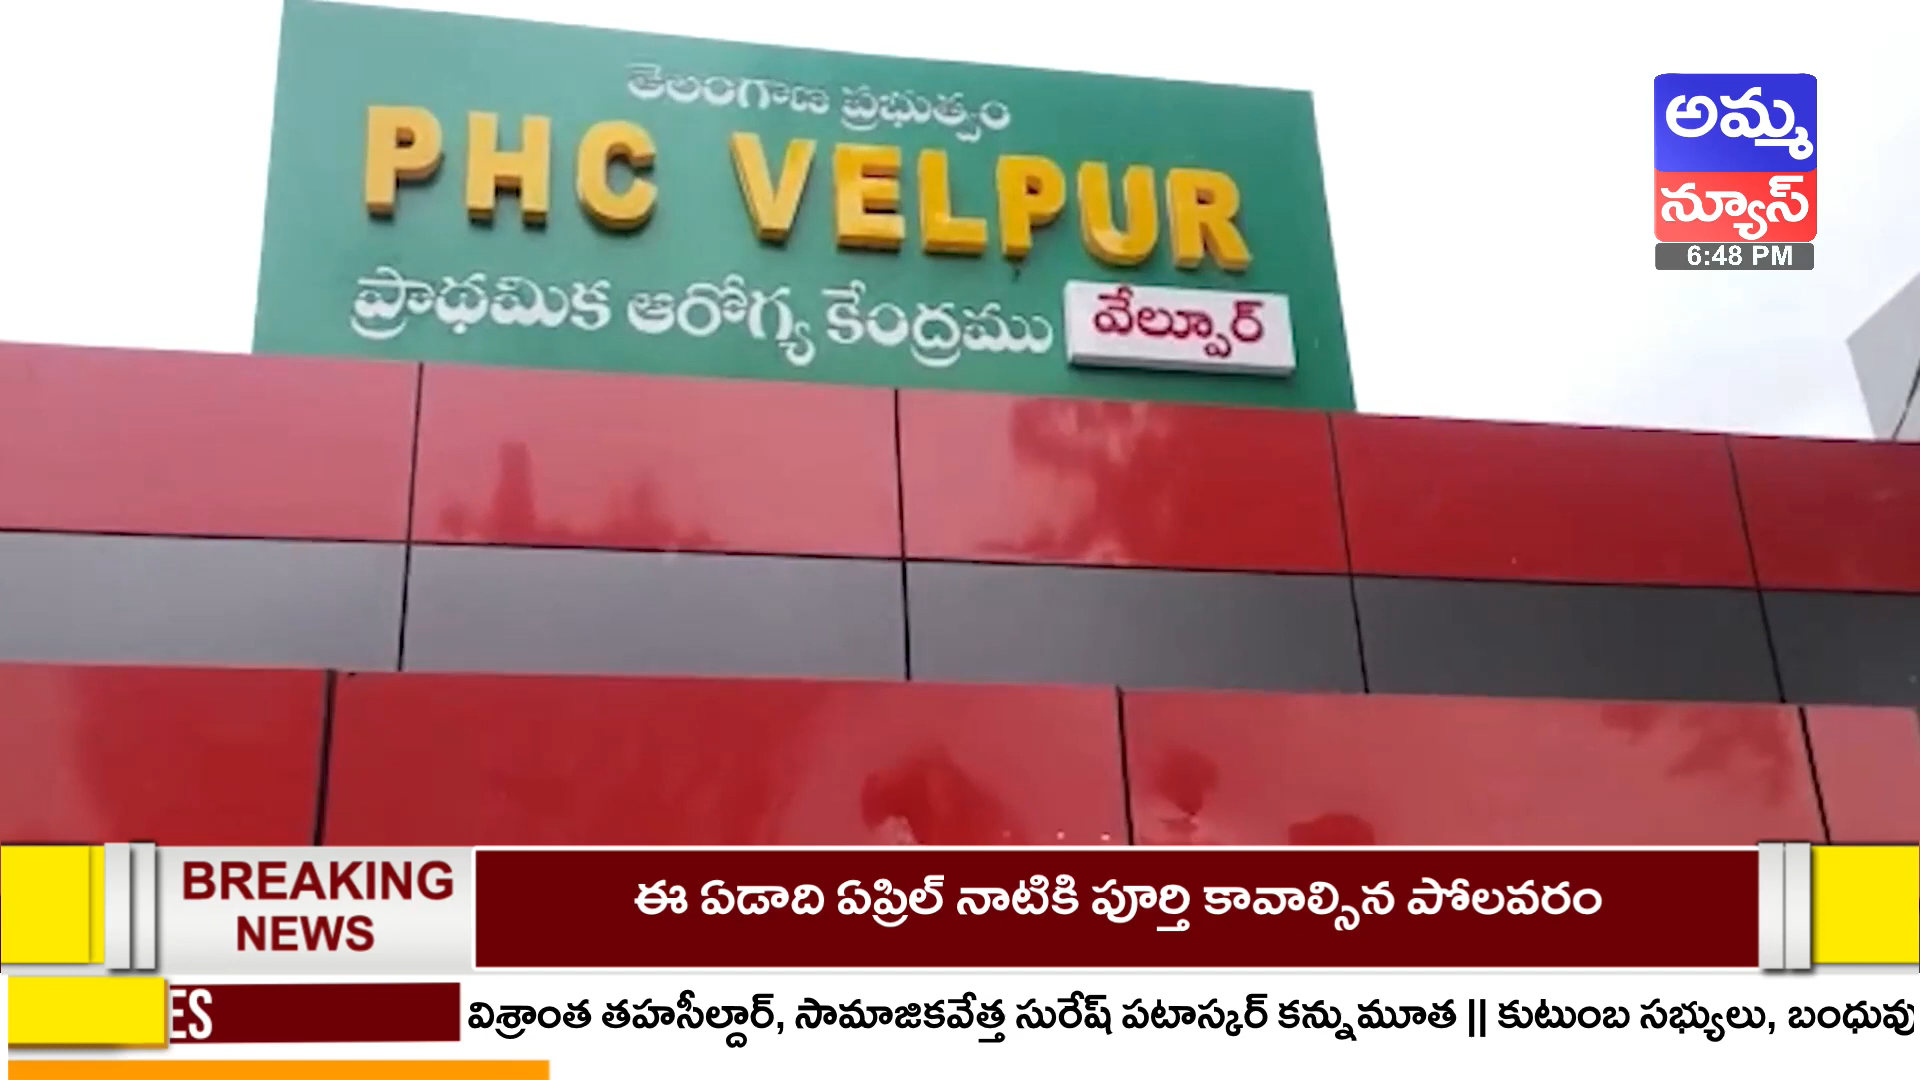 తెలంగాణ ప్రభుత్వం
PHC VELPUR
ప్రాథమిక ఆరోగ్య కేంద్రము వేల్పూర్
అమ్మ
న్యూస్
6:48 PM
BREAKING
NEWS
ఈ ఏడాది ఏప్రిల్ నాటికి పూర్తి కావాల్సిన పోలవరం
ES
విశ్రాంత తహసీల్దార్, సామాజికవేత్త సురేష్ పటాస్కర్ కన్నుమూత || కుటుంబ సభ్యులు, బంధువు